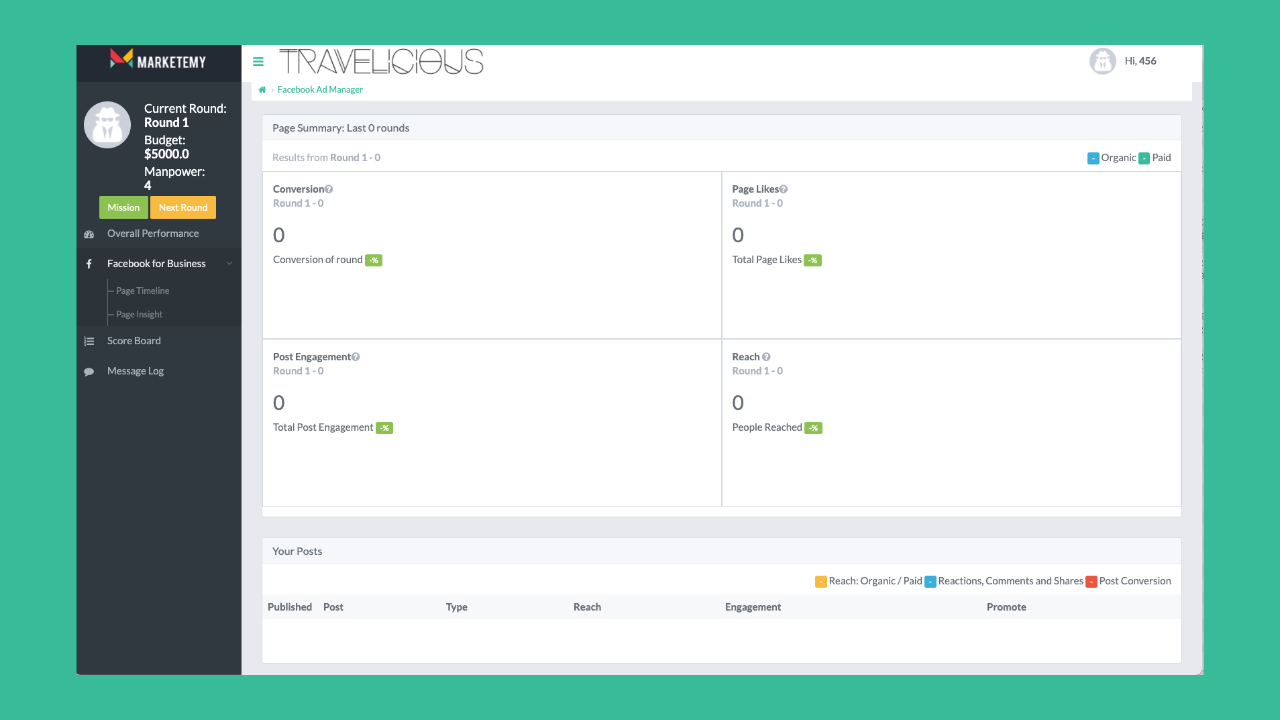 MARKETEMY
TRAVELICIOUS
Hi, 456
Facebook Ad Manager
Current Round:
Round 1
Budget:
$5000.0
Manpower:
4
Mission
Next Round
Overall Performance
Facebook for Business
Page Timeline
Page Insight
Score Board
Message Log
Page Summary: Last 0 rounds
Results from Round 1 - 0
- Organic - Paid
Conversion
Round 1 - 0
0
Conversion of round -%
Page Likes
Round 1 - 0
0
Total Page Likes -%
Post Engagement
Round 1 - 0
0
Total Post Engagement -%
Reach
Round 1 - 0
0
People Reached -%
Your Posts
- Reach: Organic / Paid - Reactions, Comments and Shares - Post Conversion
Published Post Type Reach Engagement Promote